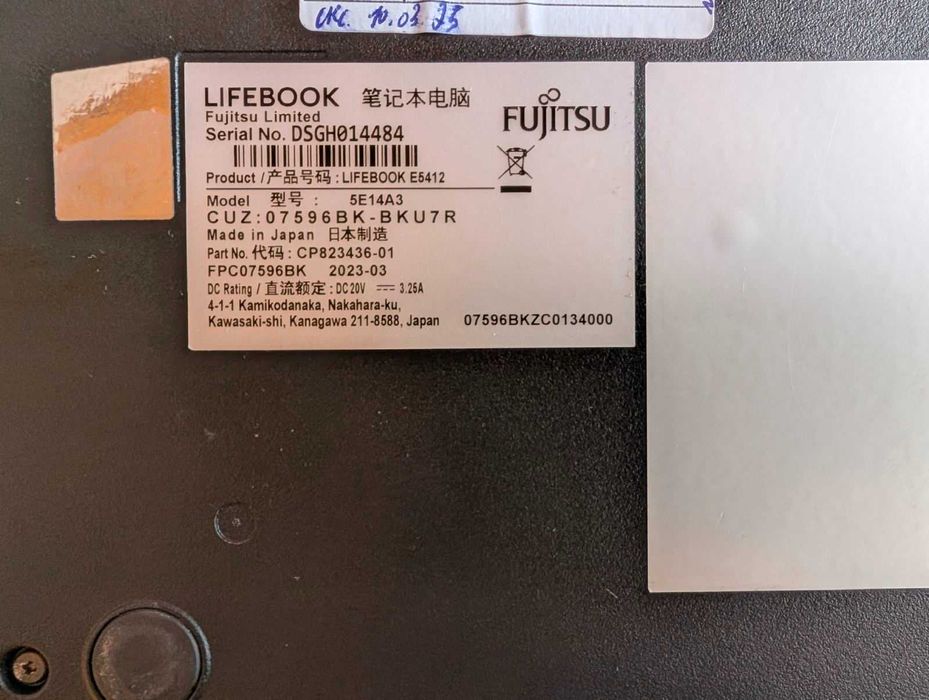 10.03.25
LIFEBOOK 笔记本电脑
Fujitsu Limited
FUJITSU
Serial No. DSGH014484
Product /产品号码 : LIFEBOOK E5412
Model 型号 : 5E14A3
CUZ:07596BK-BKU7R
Made in Japan 日本制造
Part No. 代码 : CP823436-01
FPC07596BK 2023-03
DC Rating / 直流额定 : DC20V ⎓ 3.25A
4-1-1 Kamikodanaka, Nakahara-ku,
Kawasaki-shi, Kanagawa 211-8588, Japan
07596BKZC0134000